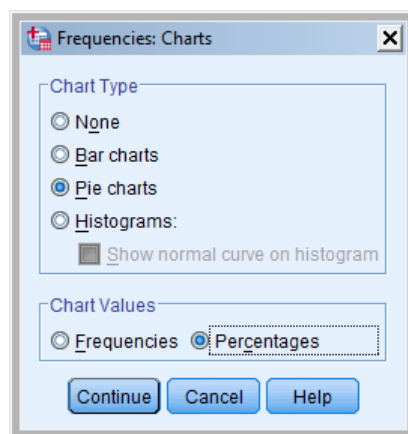 Frequencies: Charts
Chart Type
None
Bar charts
Pie charts
Histograms:
Show normal curve on histogram
Chart Values
Frequencies Percentages
Continue Cancel Help